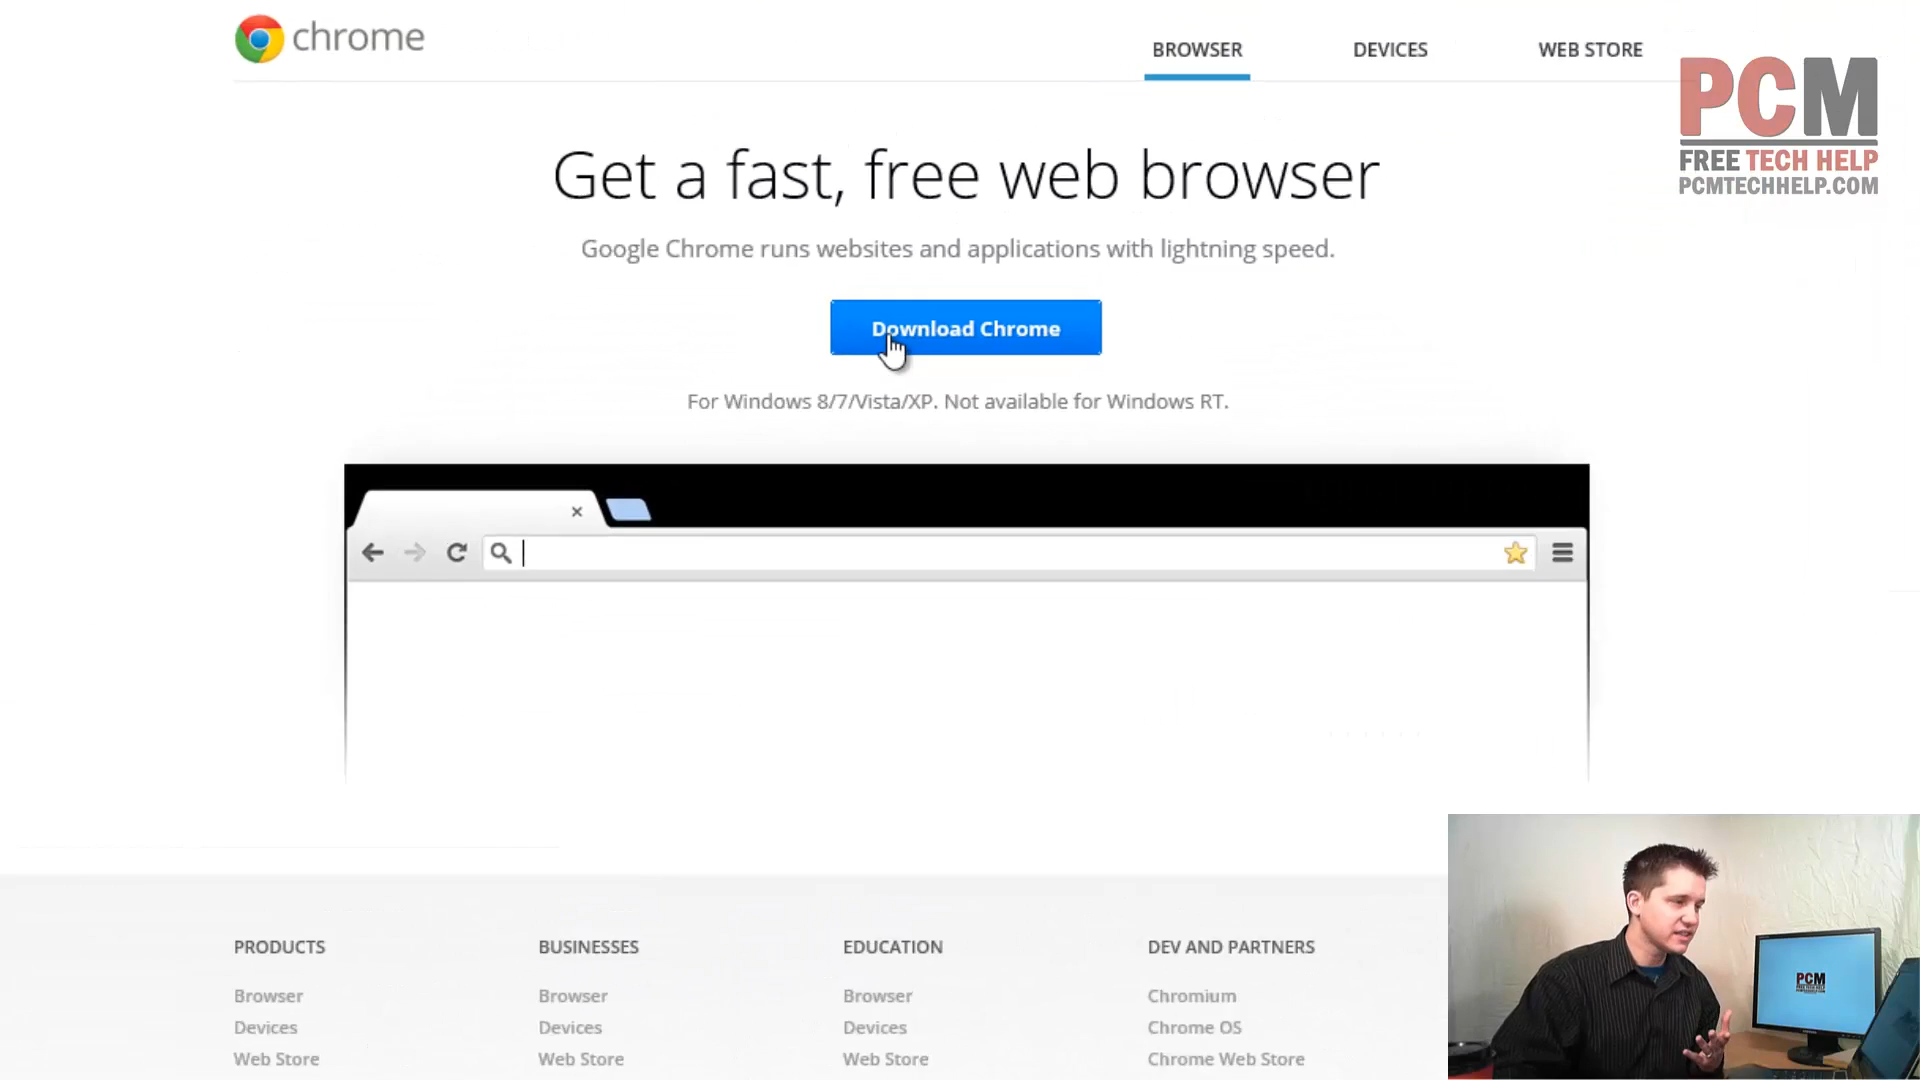 chrome
BROWSER DEVICES WEB STORE
PCM
FREE TECH HELP
PCMTECHHELP.COM
Get a fast, free web browser
Google Chrome runs websites and applications with lightning speed.
Download Chrome
For Windows 8/7/Vista/XP. Not available for Windows RT.
PRODUCTS
Browser
Devices
Web Store
BUSINESSES
Browser
Devices
Web Store
EDUCATION
Browser
Devices
Web Store
DEV AND PARTNERS
Chromium
Chrome OS
Chrome Web Store
PCM